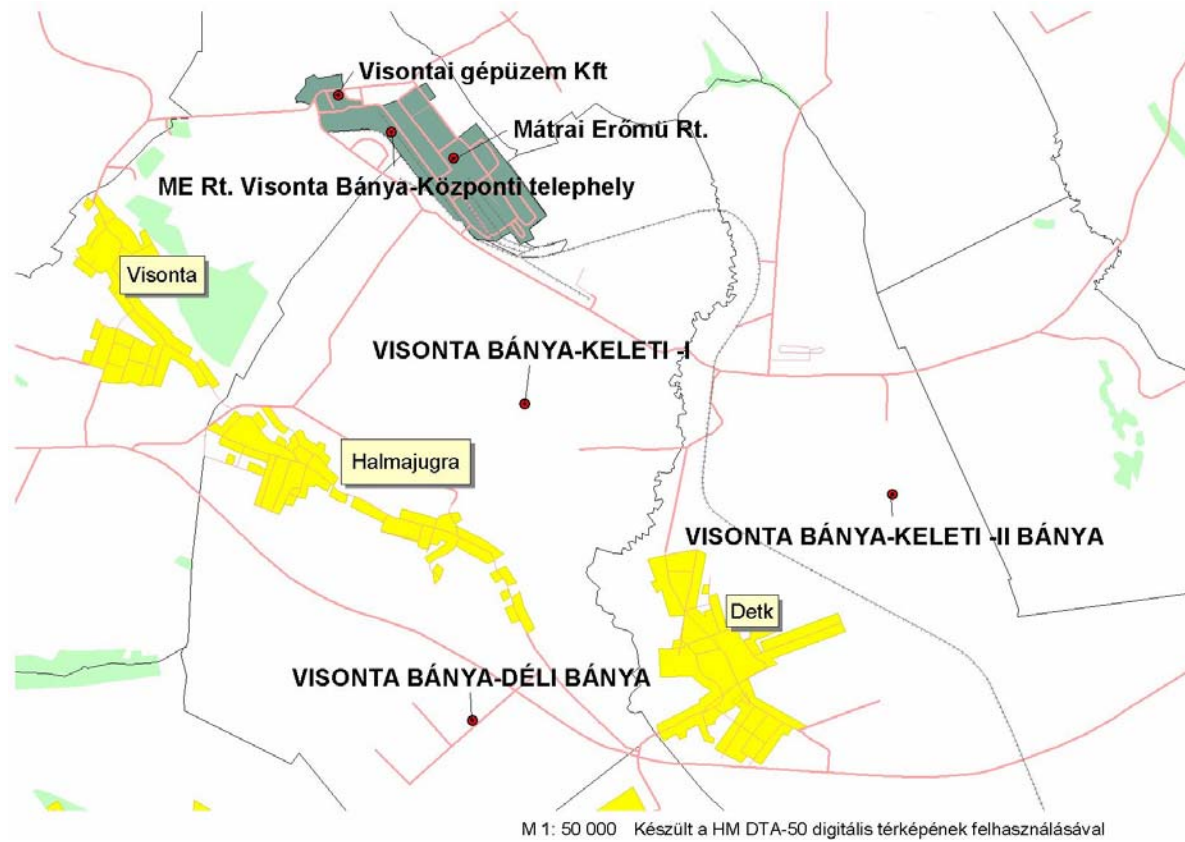 Visontai gépüzem Kft
Mátrai Erőmü Rt.
ME Rt. Visonta Bánya-Központi telephely
Visonta
VISONTA BÁNYA-KELETI -I
Halmajugra
VISONTA BÁNYA-KELETI -II BÁNYA
Detk
VISONTA BÁNYA-DÉLI BÁNYA
M 1: 50 000 Készült a HM DTA-50 digitális térképének felhasználásával